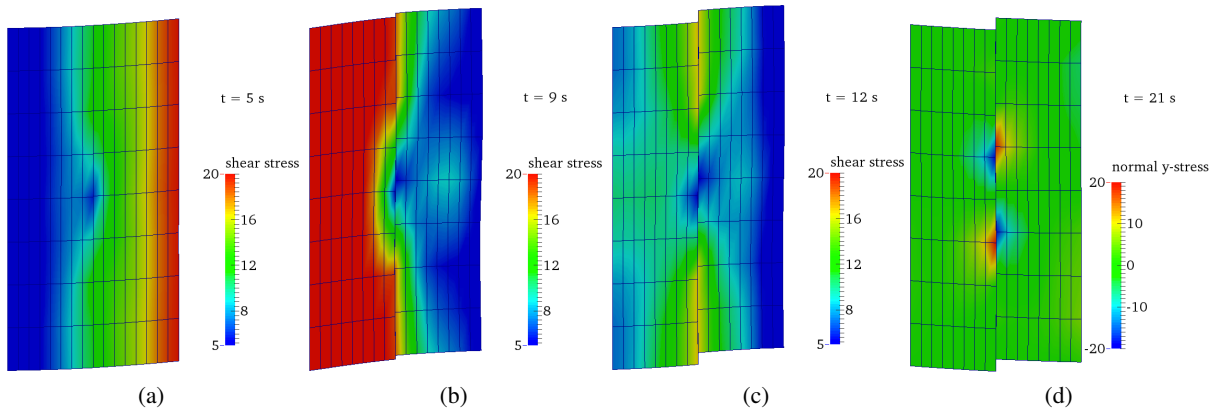 t = 5 s
shear stress
20
16
12
8
5
(a)
t = 9 s
shear stress
20
16
12
8
5
(b)
t = 12 s
shear stress
20
16
12
8
5
(c)
t = 21 s
normal y-stress
20
10
0
-10
-20
(d)